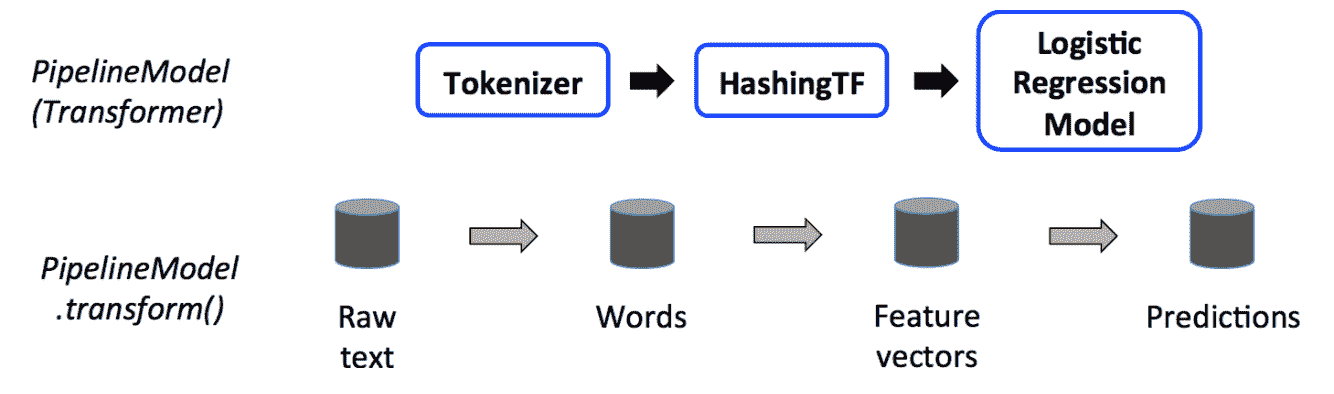 PipelineModel
(Transformer)
Tokenizer
HashingTF
Logistic
Regression
Model
PipelineModel
.transform()
Raw
text
Words
Feature
vectors
Predictions